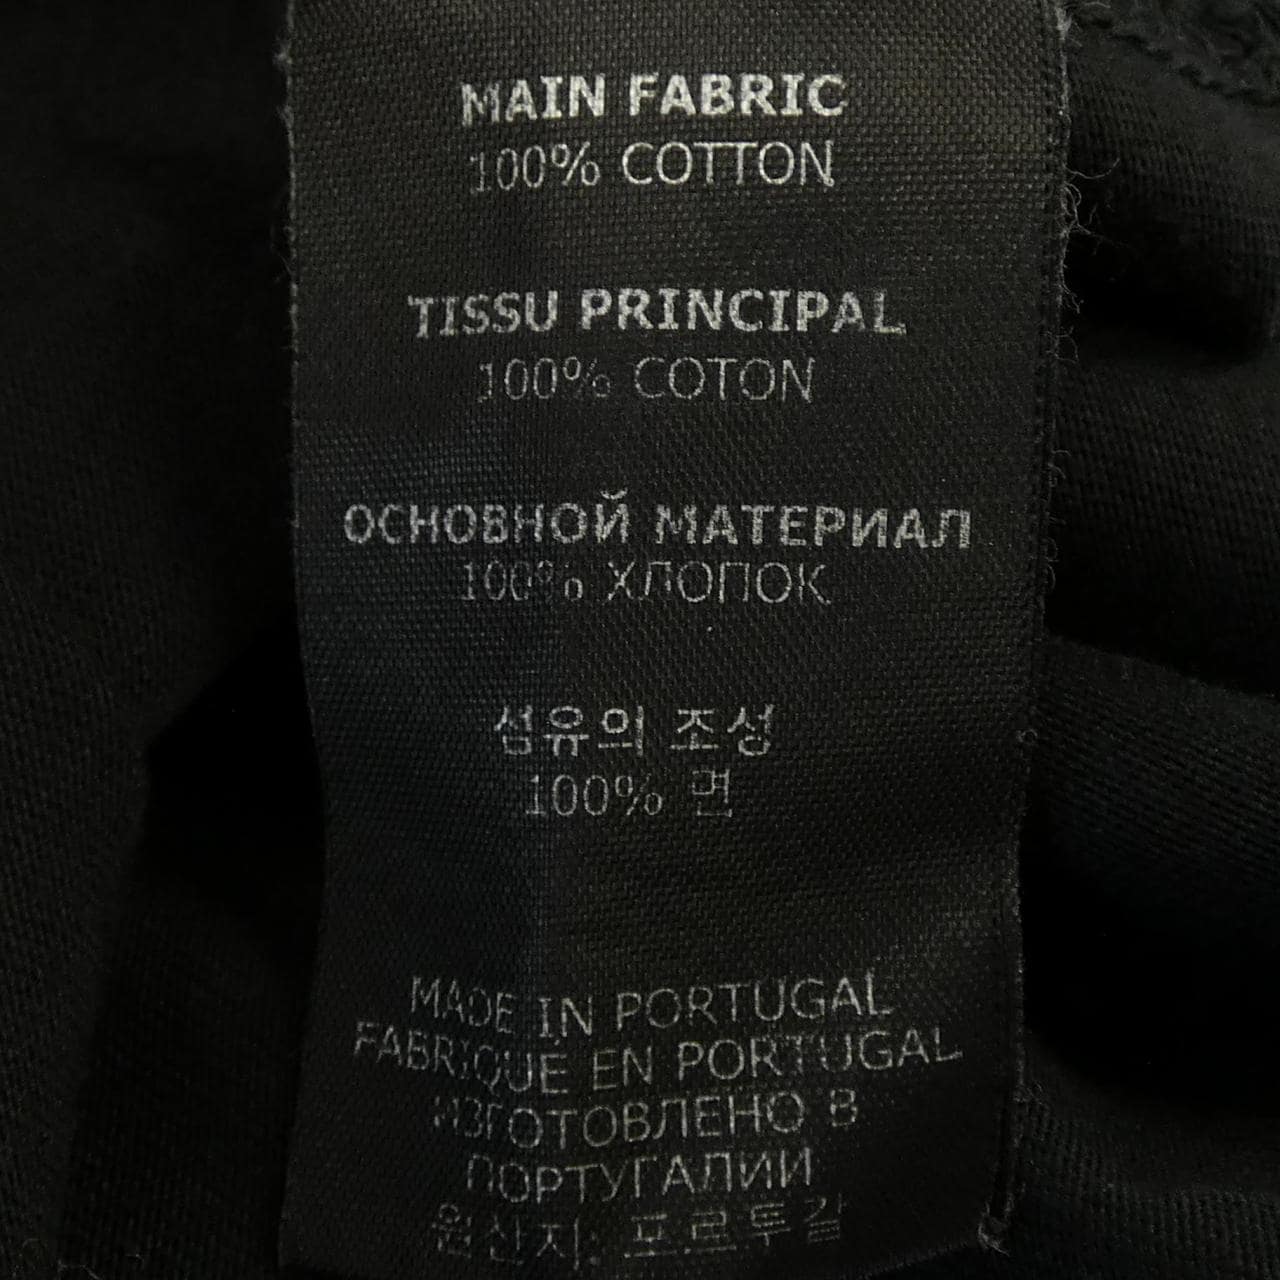 MAIN FABRIC
100% COTTON
TISSU PRINCIPAL
100% COTON
ОСНОВНОЙ МАТЕРИАЛ
100% ХЛОПОК
섬유의 조성
100% 면
MADE IN PORTUGAL
FABRIQUE EN PORTUGAL
ИЗГОТОВЛЕНО В
ПОРТУГАЛИИ
원산지: 포르투갈